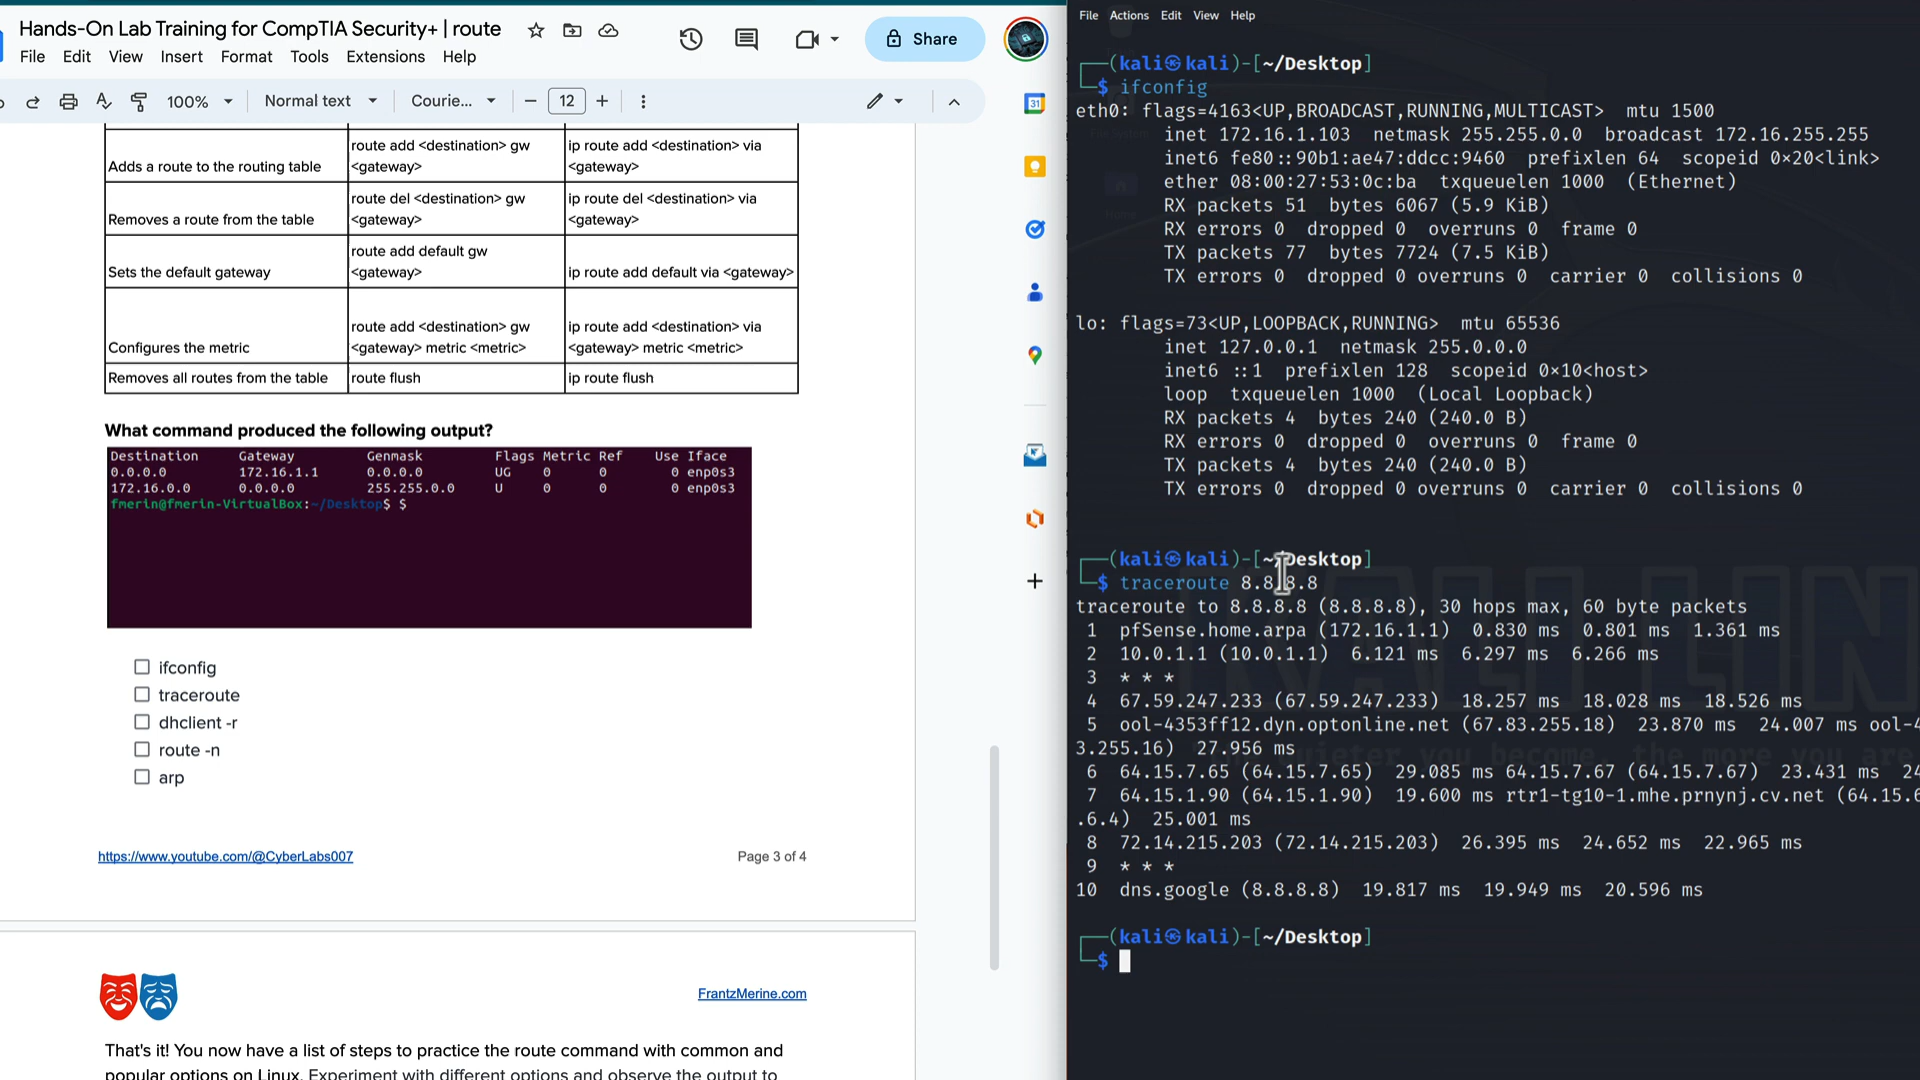 Hands-On Lab Training for CompTIA Security+ | route
Share
File Edit View Insert Format Tools Extensions Help
100% Normal text Courie... 12
31
Adds a route to the routing table
route add <destination> gw
<gateway>
ip route add <destination> via
<gateway>
Removes a route from the table
route del <destination> gw
<gateway>
ip route del <destination> via
<gateway>
Sets the default gateway
route add default gw
<gateway>
ip route add default via <gateway>
Configures the metric
route add <destination> gw
<gateway> metric <metric>
ip route add <destination> via
<gateway> metric <metric>
Removes all routes from the table
route flush
ip route flush
What command produced the following output?
Destination Gateway Genmask Flags Metric Ref Use Iface
0.0.0.0 172.16.1.1 0.0.0.0 UG 0 0 0 enp0s3
172.16.0.0 0.0.0.0 255.255.0.0 U 0 0 0 enp0s3
fmerin@fmerin-VirtualBox:~/Desktop$ $
ifconfig
traceroute
dhclient -r
route -n
arp
https://www.youtube.com/@CyberLabs007
Page 3 of 4
FrantzMerine.com
That's it! You now have a list of steps to practice the route command with common and
popular options on Linux. Experiment with different options and observe the output to
File Actions Edit View Help
(kali㉿kali)-[~/Desktop]
$ ifconfig
eth0: flags=4163<UP,BROADCAST,RUNNING,MULTICAST> mtu 1500
inet 172.16.1.103 netmask 255.255.0.0 broadcast 172.16.255.255
inet6 fe80::90b1:ae47:ddcc:9460 prefixlen 64 scopeid 0×20<link>
ether 08:00:27:53:0c:ba txqueuelen 1000 (Ethernet)
RX packets 51 bytes 6067 (5.9 KiB)
RX errors 0 dropped 0 overruns 0 frame 0
TX packets 77 bytes 7724 (7.5 KiB)
TX errors 0 dropped 0 overruns 0 carrier 0 collisions 0
lo: flags=73<UP,LOOPBACK,RUNNING> mtu 65536
inet 127.0.0.1 netmask 255.0.0.0
inet6 ::1 prefixlen 128 scopeid 0×10<host>
loop txqueuelen 1000 (Local Loopback)
RX packets 4 bytes 240 (240.0 B)
RX errors 0 dropped 0 overruns 0 frame 0
TX packets 4 bytes 240 (240.0 B)
TX errors 0 dropped 0 overruns 0 carrier 0 collisions 0
(kali㉿kali)-[~/Desktop]
$ traceroute 8.8.8.8
traceroute to 8.8.8.8 (8.8.8.8), 30 hops max, 60 byte packets
1 pfSense.home.arpa (172.16.1.1) 0.830 ms 0.801 ms 1.361 ms
2 10.0.1.1 (10.0.1.1) 6.121 ms 6.297 ms 6.266 ms
3 * * *
4 67.59.247.233 (67.59.247.233) 18.257 ms 18.028 ms 18.526 ms
5 ool-4353ff12.dyn.optonline.net (67.83.255.18) 23.870 ms 24.007 ms ool-4
3.255.16) 27.956 ms
6 64.15.7.65 (64.15.7.65) 29.085 ms 64.15.7.67 (64.15.7.67) 23.431 ms 24
7 64.15.1.90 (64.15.1.90) 19.600 ms rtr1-tg10-1.mhe.prnynj.cv.net (64.15.6
.6.4) 25.001 ms
8 72.14.215.203 (72.14.215.203) 26.395 ms 24.652 ms 22.965 ms
9 * * *
10 dns.google (8.8.8.8) 19.817 ms 19.949 ms 20.596 ms
(kali㉿kali)-[~/Desktop]
$